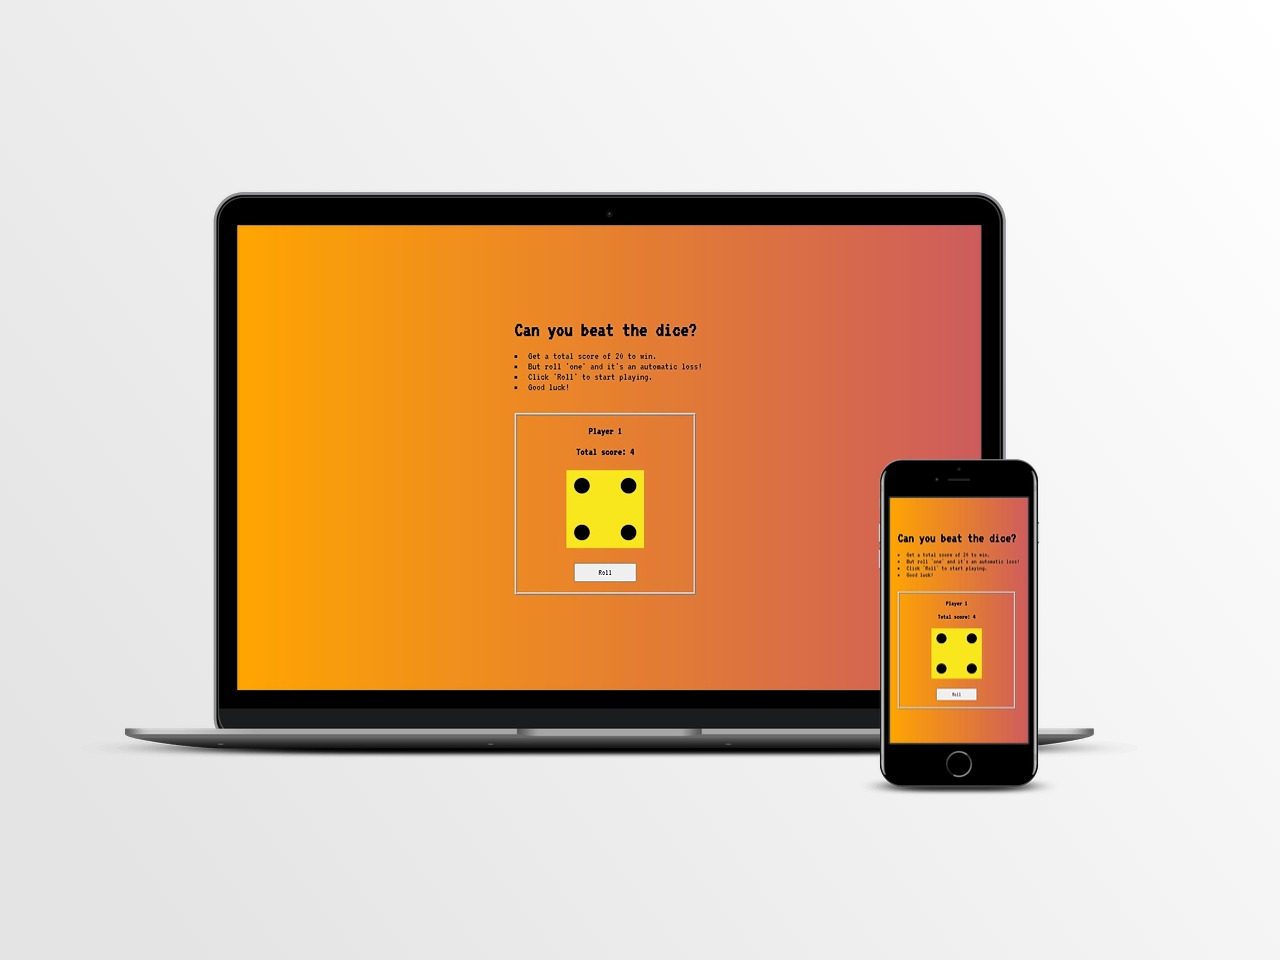 Can you beat the dice?
Get a total score of 20 to win.
But roll 'one' and it's an automatic loss!
Click 'Roll' to start playing.
Good luck!
Player 1
Total score: 4
Roll
Can you beat the dice?
Get a total score of 20 to win.
But roll 'one' and it's an automatic loss!
Click 'Roll' to start playing.
Good luck!
Player 1
Total score: 4
Roll